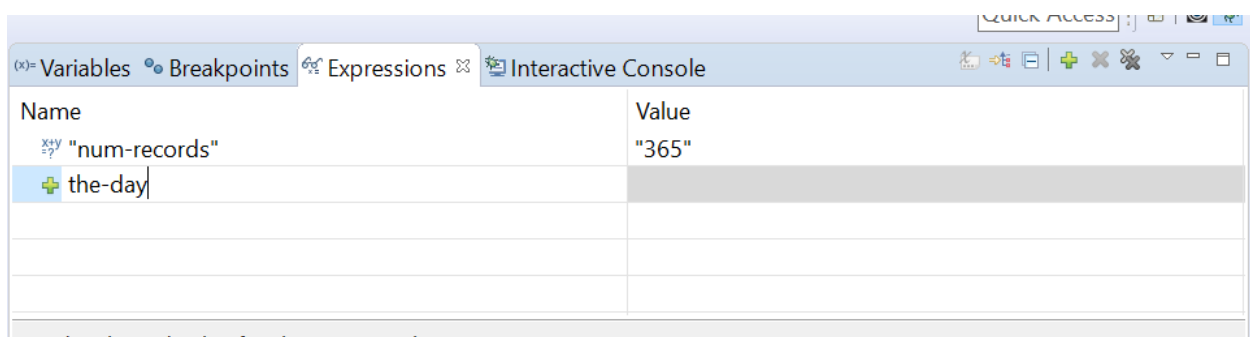 Quick Access
(x)= Variables Breakpoints Expressions Interactive Console
Name Value
x+y =? "num-records" "365"
the-day